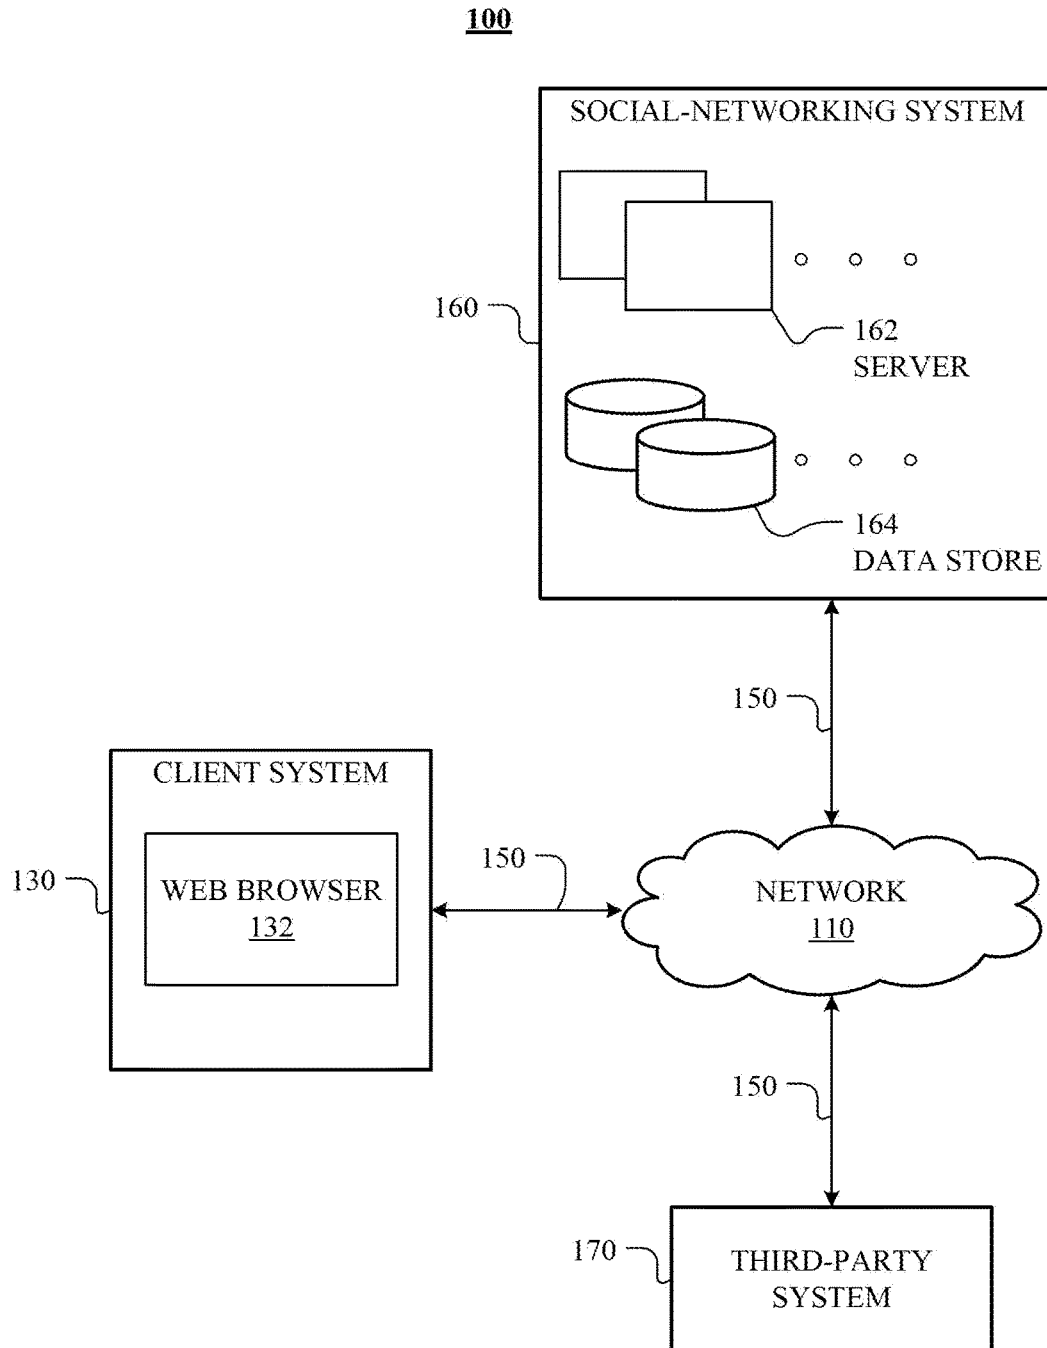 100
SOCIAL-NETWORKING SYSTEM
160
162
SERVER
164
DATA STORE
150
CLIENT SYSTEM
130
WEB BROWSER
132
150
NETWORK
110
150
170
THIRD-PARTY
SYSTEM